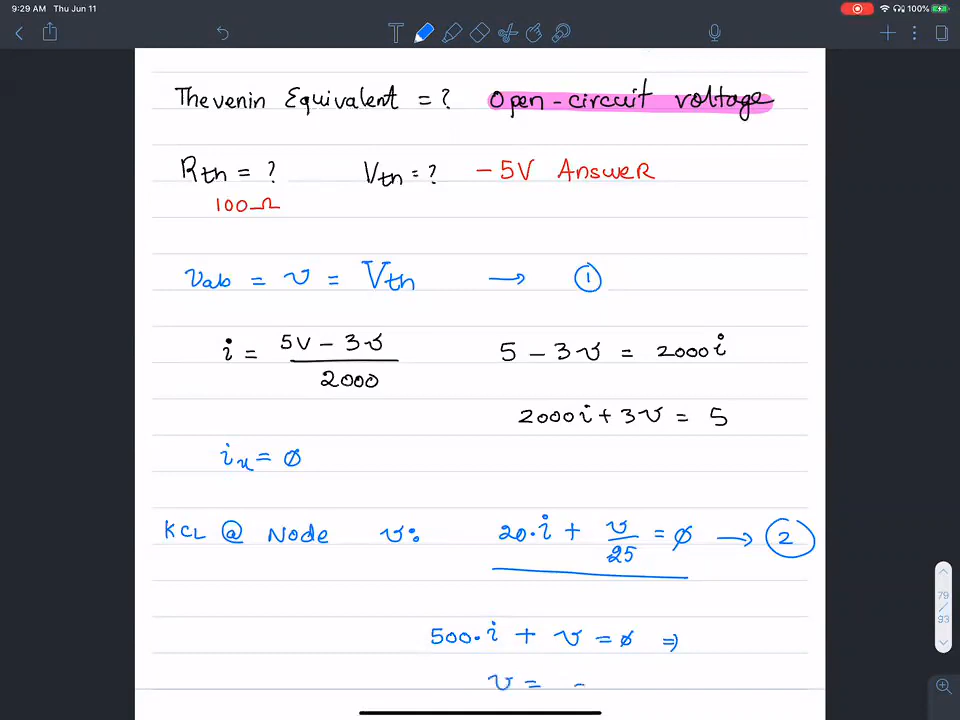 9:29 AM Thu Jun 11
100%
Thevenin Equivalent = ? Open-circuit voltage
Rth = ? Vth = ? -5V Answer
100Ω
vab = v = Vth → ①
i = (5V - 3v)/2000 5 - 3v = 2000i
2000i + 3v = 5
ix = 0
KCL @ Node v: 20·i + v/25 = 0 → ②
500·i + v = 0 ⇒
v = -
79
/
93